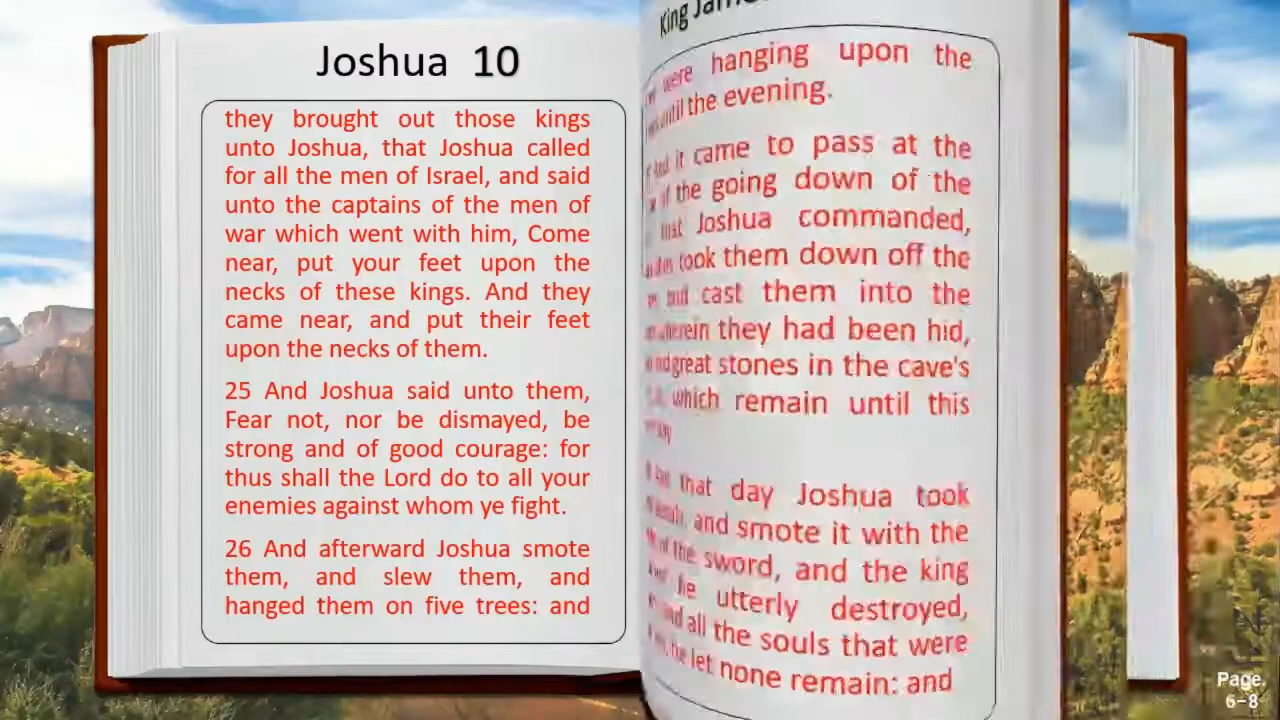 Joshua 10
they brought out those kings
unto Joshua, that Joshua called
for all the men of Israel, and said
unto the captains of the men of
war which went with him, Come
near, put your feet upon the
necks of these kings. And they
came near, and put their feet
upon the necks of them.
25 And Joshua said unto them,
Fear not, nor be dismayed, be
strong and of good courage: for
thus shall the Lord do to all your
enemies against whom ye fight.
26 And afterward Joshua smote
them, and slew them, and
hanged them on five trees: and
King
were hanging upon the
until the evening.
it came to pass at the
of the going down of the
that Joshua commanded,
took them down off the
and cast them into the
wherein they had been hid,
great stones in the cave's
which remain until this
that day Joshua took
and smote it with the
of the sword, and the king
he utterly destroyed,
and all the souls that were
he let none remain: and
Page.
6-8